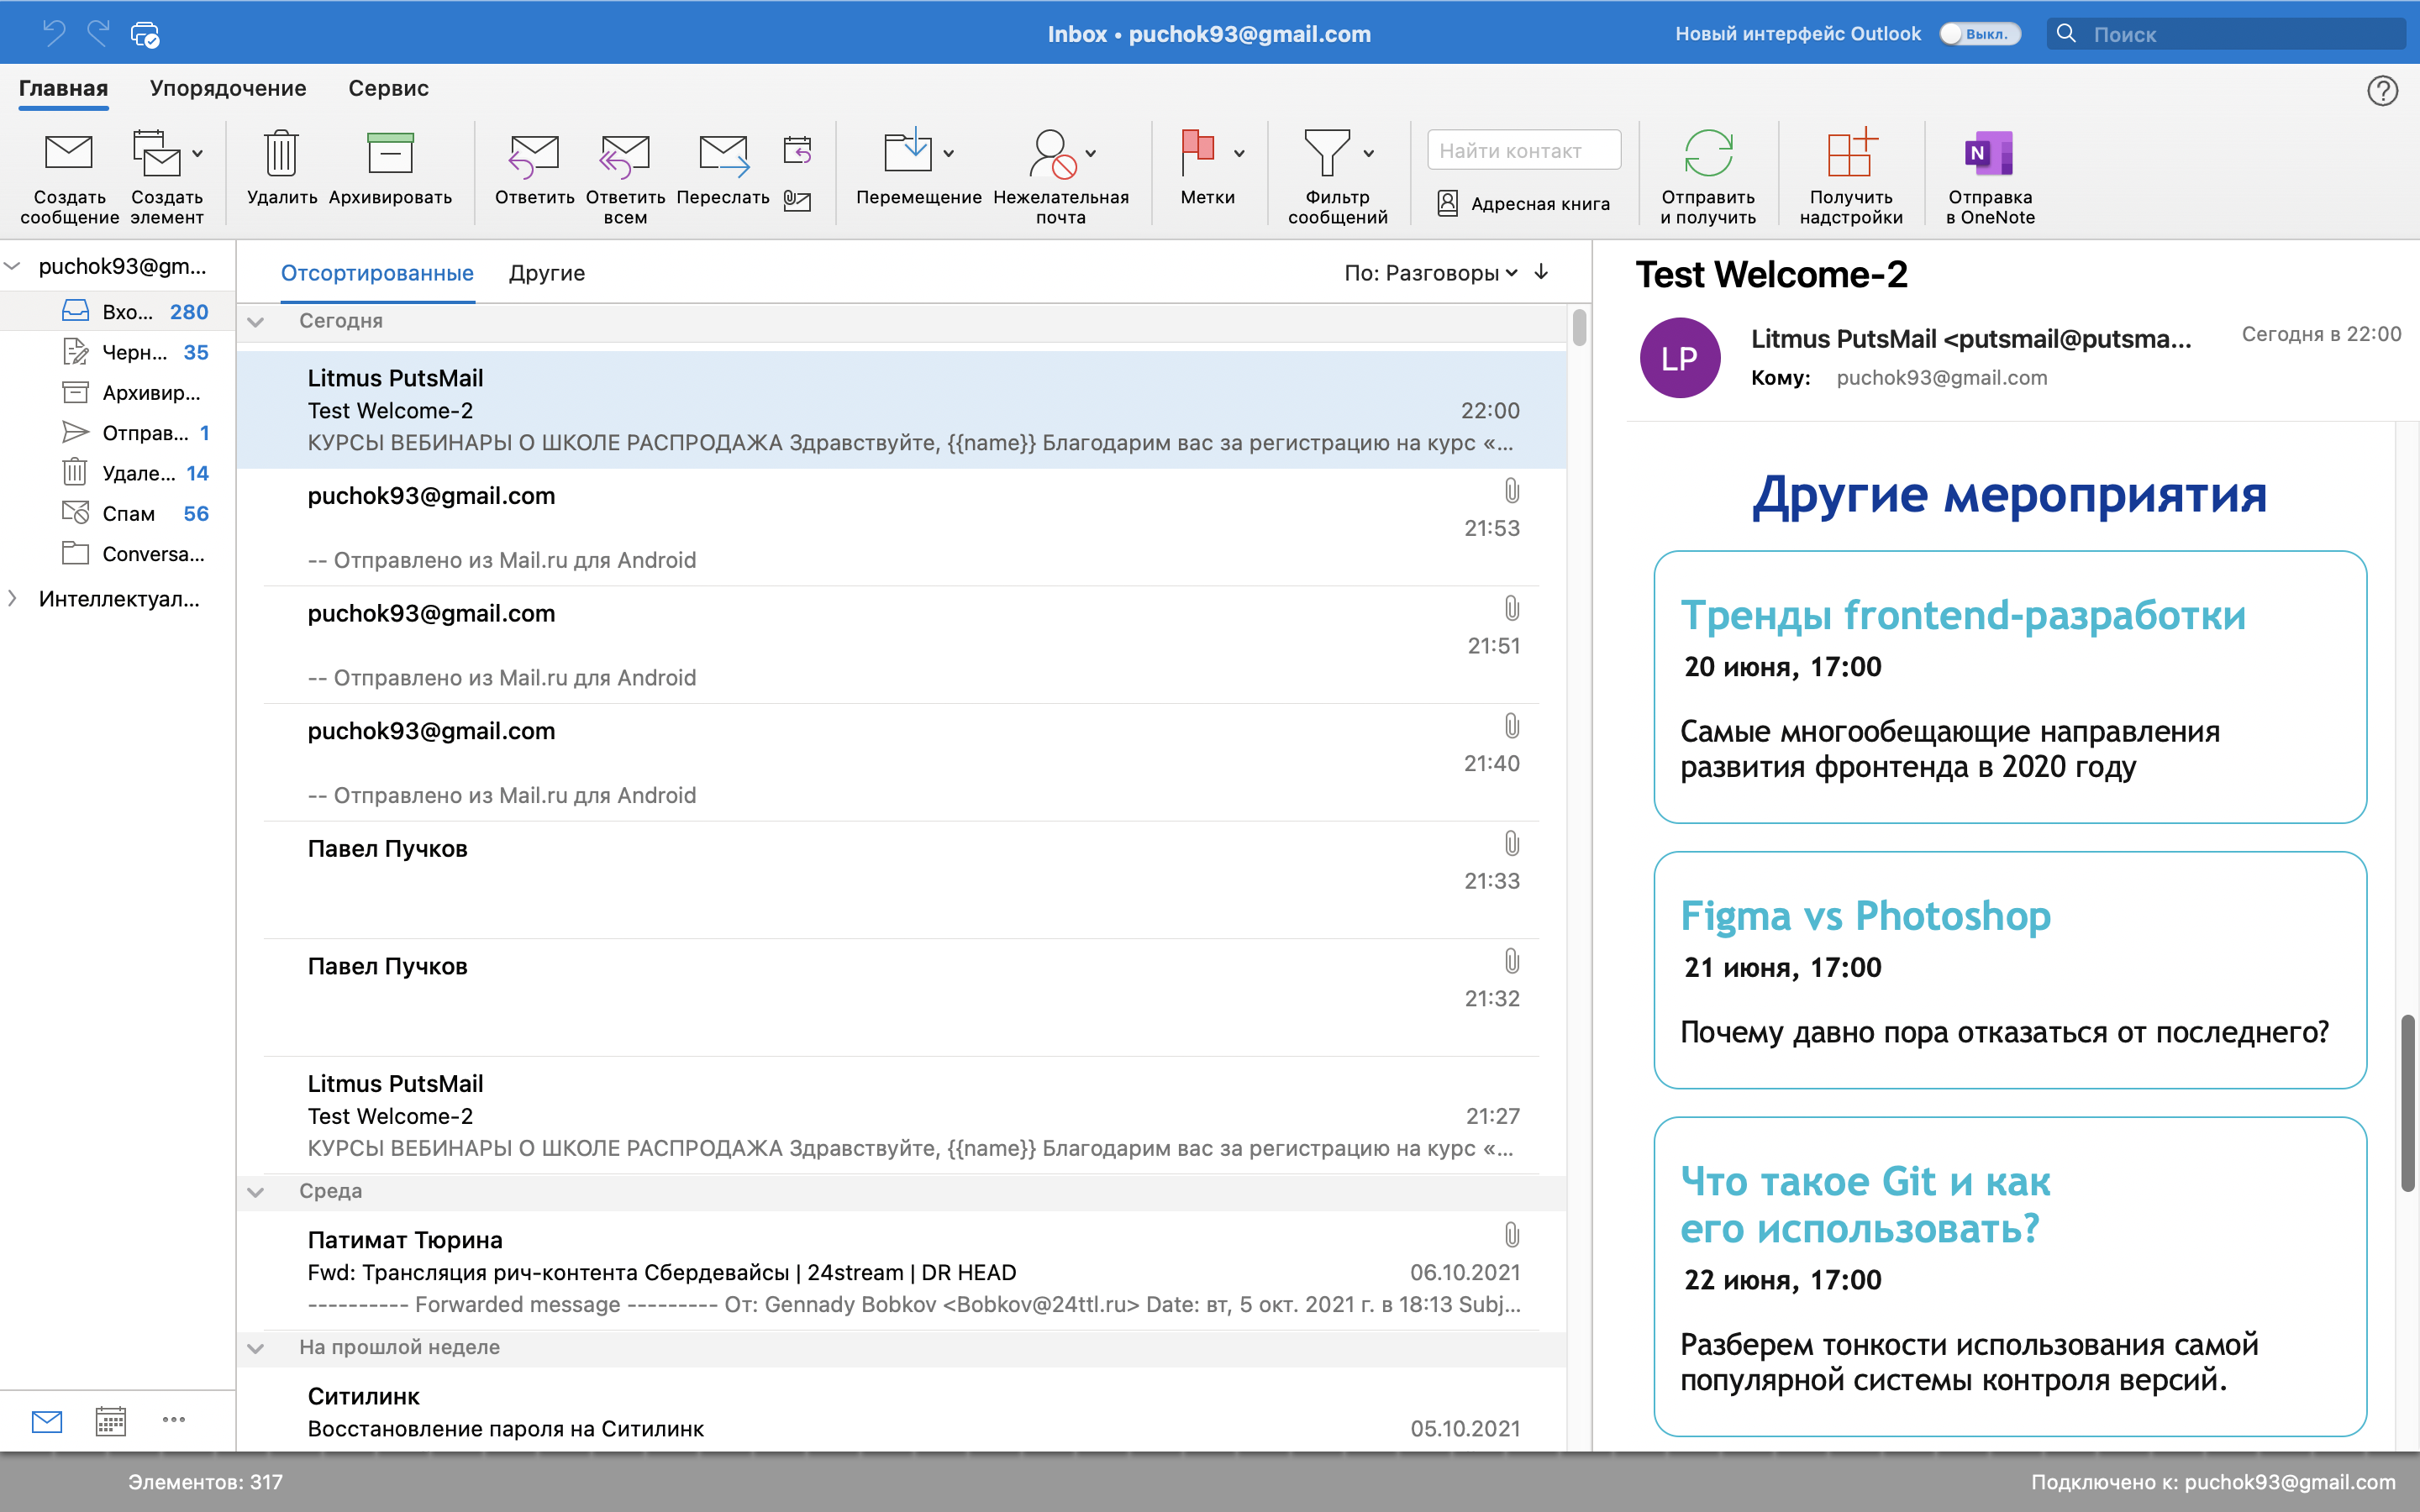 Inbox • puchok93@gmail.com
Новый интерфейс Outlook
Выкл.
Поиск
Главная
Упорядочение
Сервис
Создать сообщение
Создать элемент
Удалить
Архивировать
Ответить
Ответить всем
Переслать
Перемещение
Нежелательная почта
Метки
Фильтр сообщений
Найти контакт
Адресная книга
Отправить и получить
Получить надстройки
N
Отправка в OneNote
puchok93@gm...
Вхо... 280
Черн... 35
Архивир...
Отправ... 1
Удале... 14
Спам 56
Conversa...
Интеллектуал...
Отсортированные
Другие
По: Разговоры
Сегодня
Litmus PutsMail
Test Welcome-2 22:00
КУРСЫ ВЕБИНАРЫ О ШКОЛЕ РАСПРОДАЖА Здравствуйте, {{name}} Благодарим вас за регистрацию на курс «...
puchok93@gmail.com
21:53
-- Отправлено из Mail.ru для Android
puchok93@gmail.com
21:51
-- Отправлено из Mail.ru для Android
puchok93@gmail.com
21:40
-- Отправлено из Mail.ru для Android
Павел Пучков
21:33
Павел Пучков
21:32
Litmus PutsMail
Test Welcome-2 21:27
КУРСЫ ВЕБИНАРЫ О ШКОЛЕ РАСПРОДАЖА Здравствуйте, {{name}} Благодарим вас за регистрацию на курс «...
Среда
Патимат Тюрина
Fwd: Трансляция рич-контента Сбердевайсы | 24stream | DR HEAD 06.10.2021
---------- Forwarded message --------- От: Gennady Bobkov <Bobkov@24ttl.ru> Date: вт, 5 окт. 2021 г. в 18:13 Subj...
На прошлой неделе
Ситилинк
Восстановление пароля на Ситилинк 05.10.2021
Test Welcome-2
LP
Litmus PutsMail <putsmail@putsma...
Сегодня в 22:00
Кому: puchok93@gmail.com
Другие мероприятия
Тренды frontend-разработки
20 июня, 17:00
Самые многообещающие направления
развития фронтенда в 2020 году
Figma vs Photoshop
21 июня, 17:00
Почему давно пора отказаться от последнего?
Что такое Git и как
его использовать?
22 июня, 17:00
Разберем тонкости использования самой
популярной системы контроля версий.
Элементов: 317
Подключено к: puchok93@gmail.com